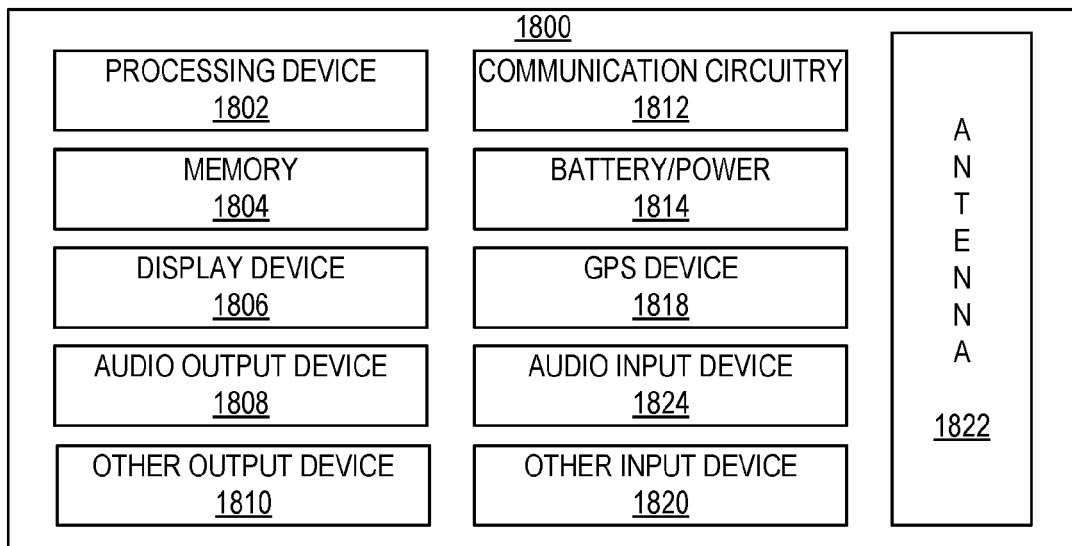 1800
PROCESSING DEVICE
1802
COMMUNICATION CIRCUITRY
1812
MEMORY
1804
BATTERY/POWER
1814
DISPLAY DEVICE
1806
GPS DEVICE
1818
AUDIO OUTPUT DEVICE
1808
AUDIO INPUT DEVICE
1824
OTHER OUTPUT DEVICE
1810
OTHER INPUT DEVICE
1820
ANTENNA
1822